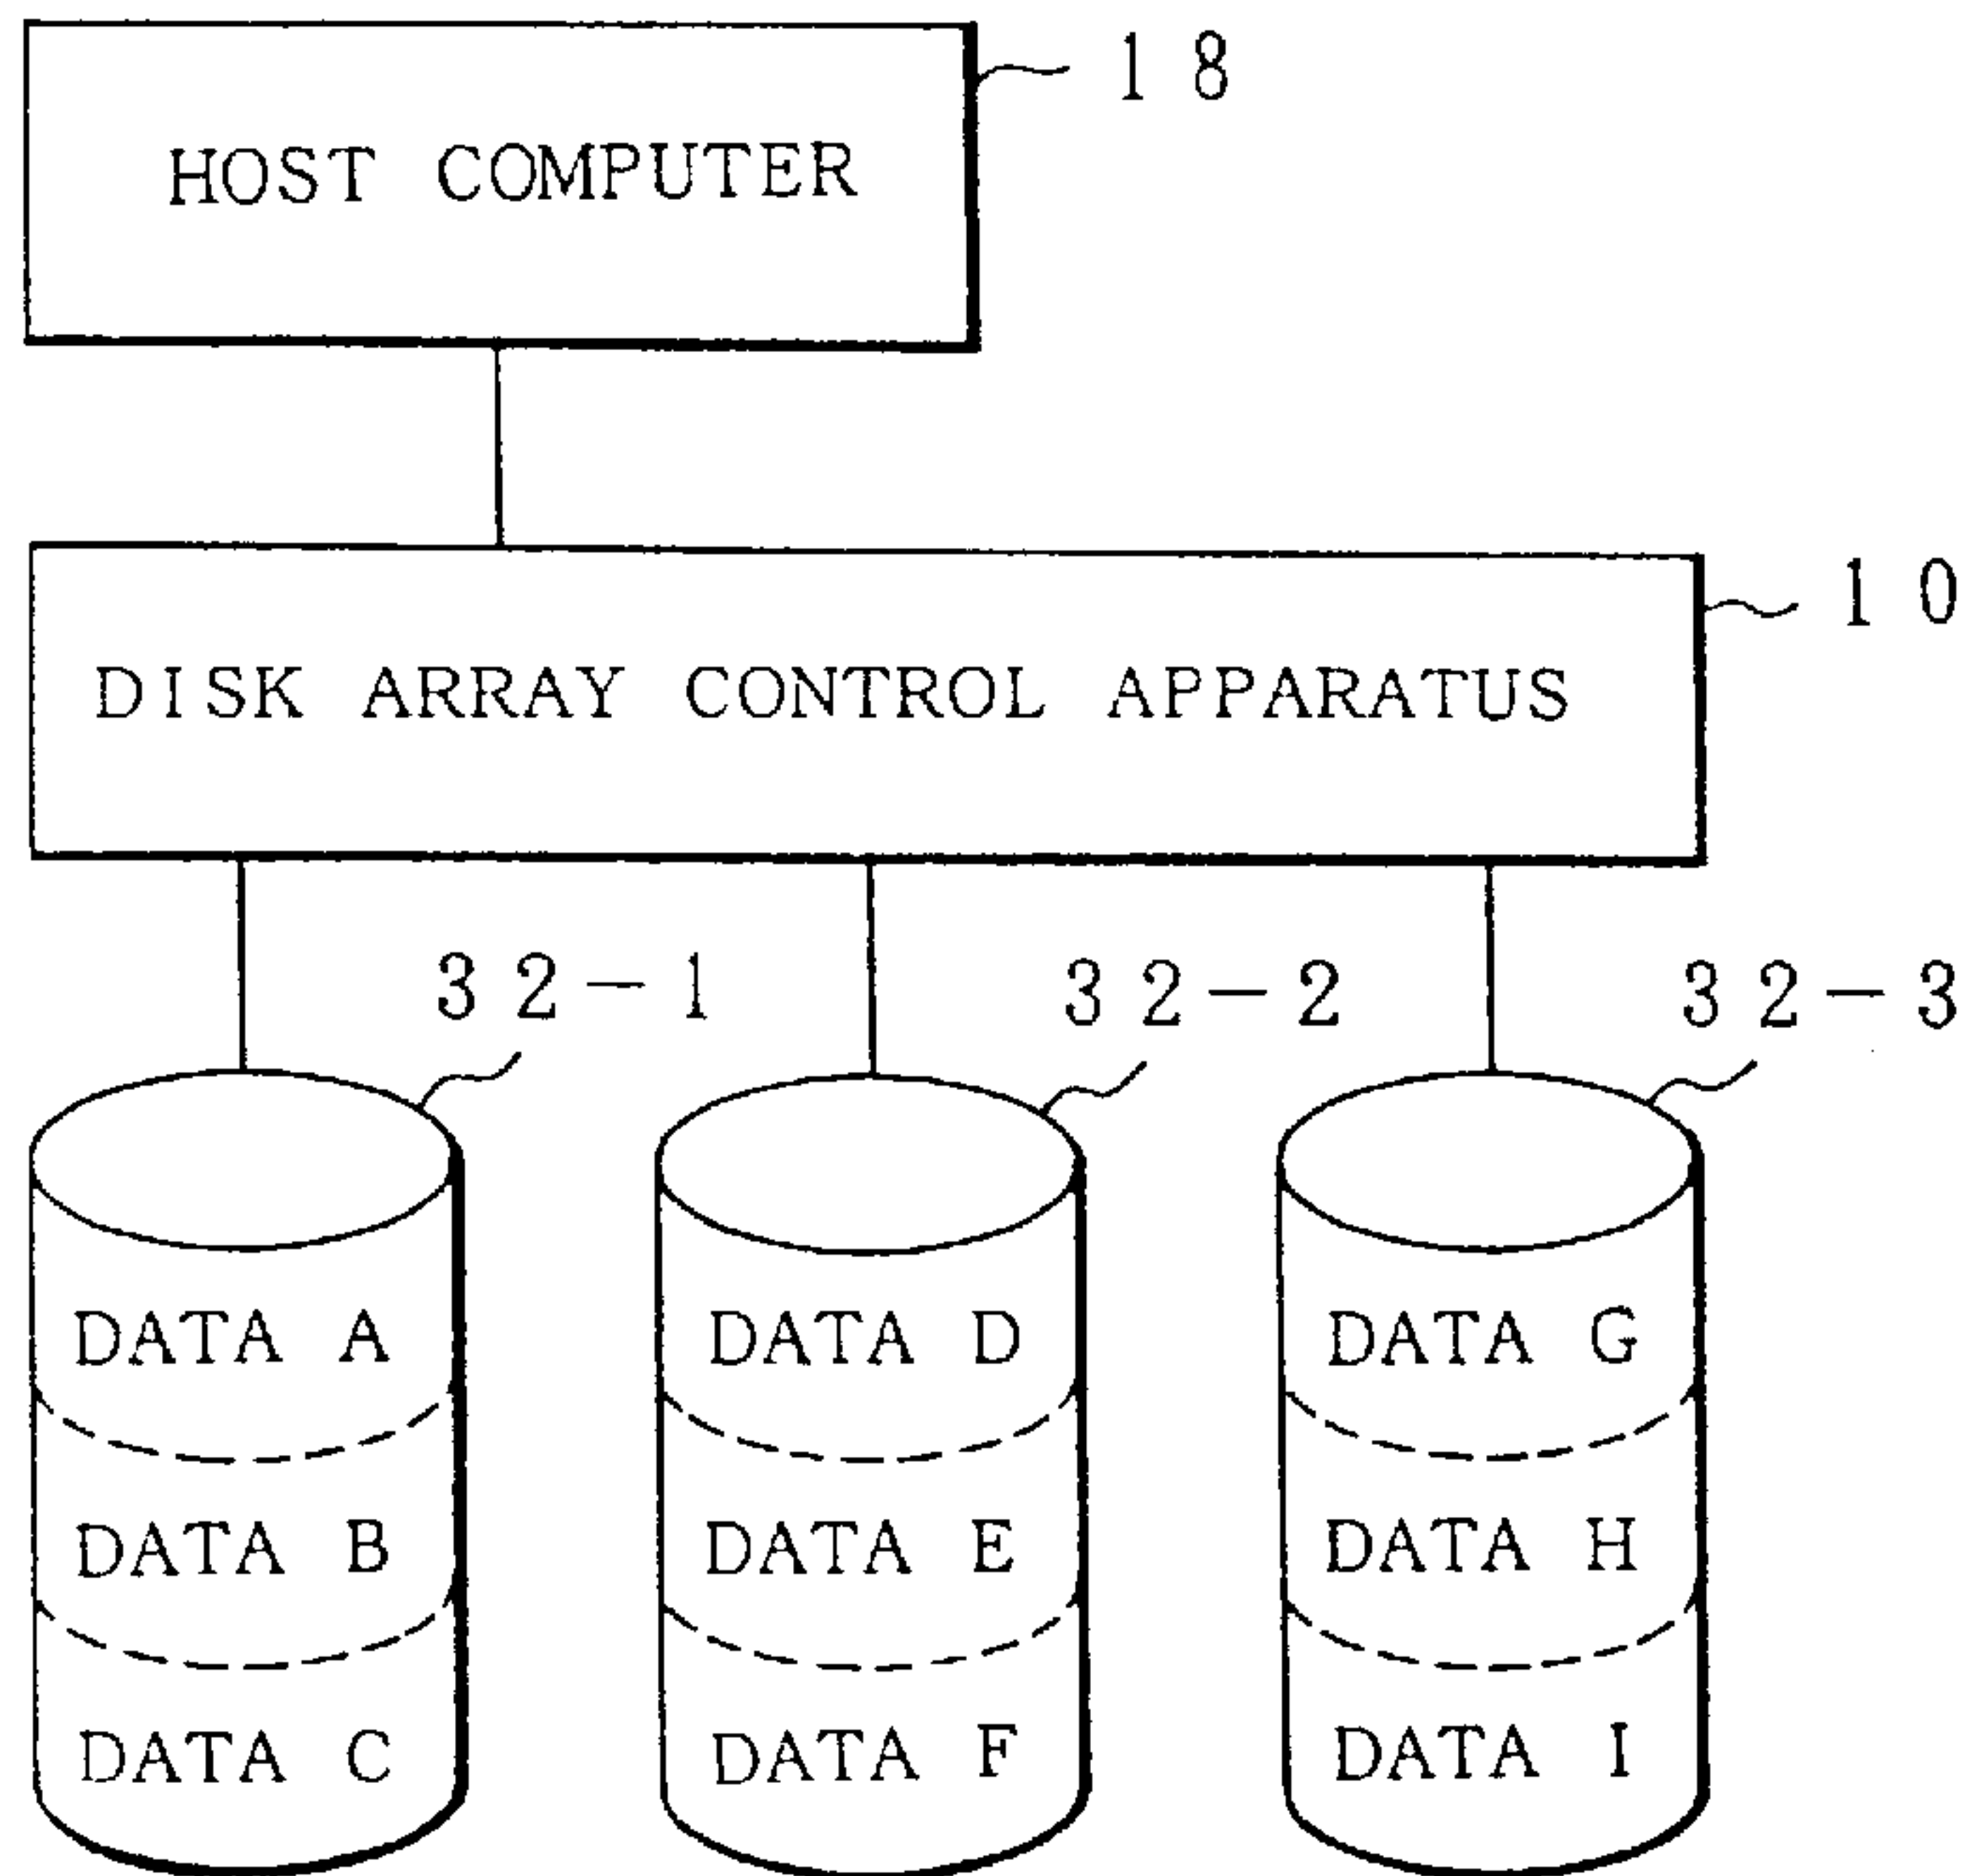 18
HOST COMPUTER
10
DISK ARRAY CONTROL APPARATUS
32-1
32-2
32-3
DATA A
DATA D
DATA G
DATA B
DATA E
DATA H
DATA C
DATA F
DATA I